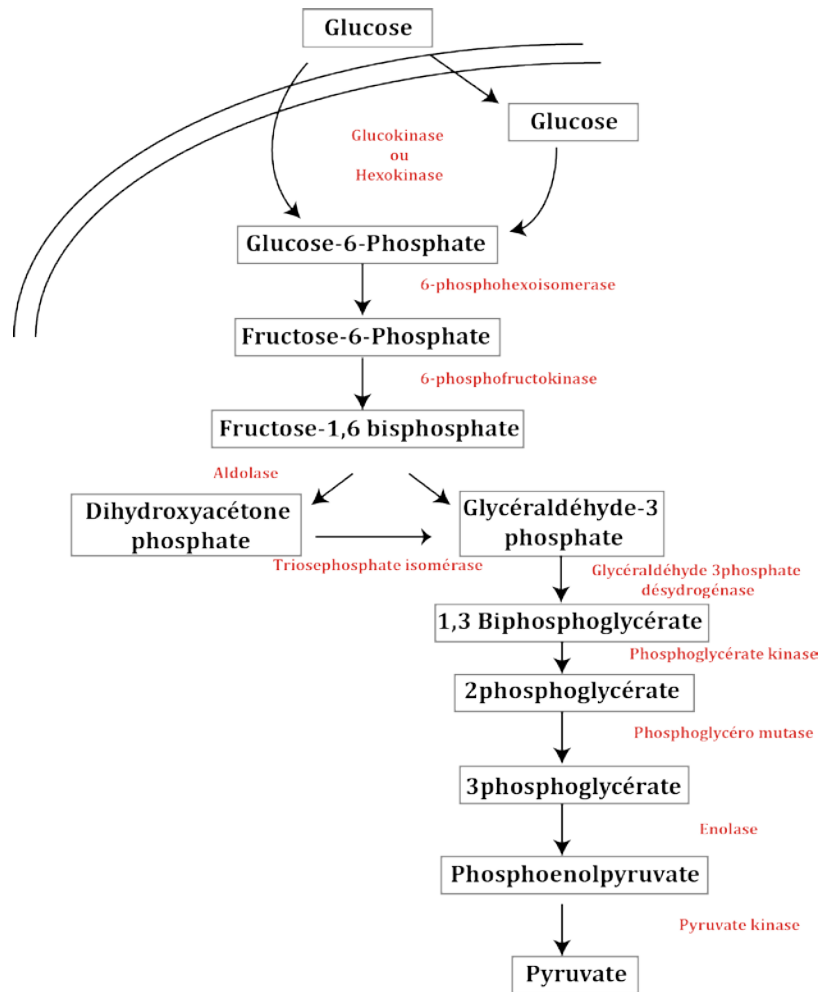 Glucose
Glucose
Glucokinase
ou
Hexokinase
Glucose-6-Phosphate
6-phosphohexoisomerase
Fructose-6-Phosphate
6-phosphofructokinase
Fructose-1,6 bisphosphate
Aldolase
Dihydroxyacétone
phosphate
Glycéraldéhyde-3
phosphate
Triosephosphate isomérase
Glycéraldéhyde 3phosphate
désydrogénase
1,3 Biphosphoglycérate
Phosphoglycérate kinase
2phosphoglycérate
Phosphoglycéro mutase
3phosphoglycérate
Enolase
Phosphoenolpyruvate
Pyruvate kinase
Pyruvate